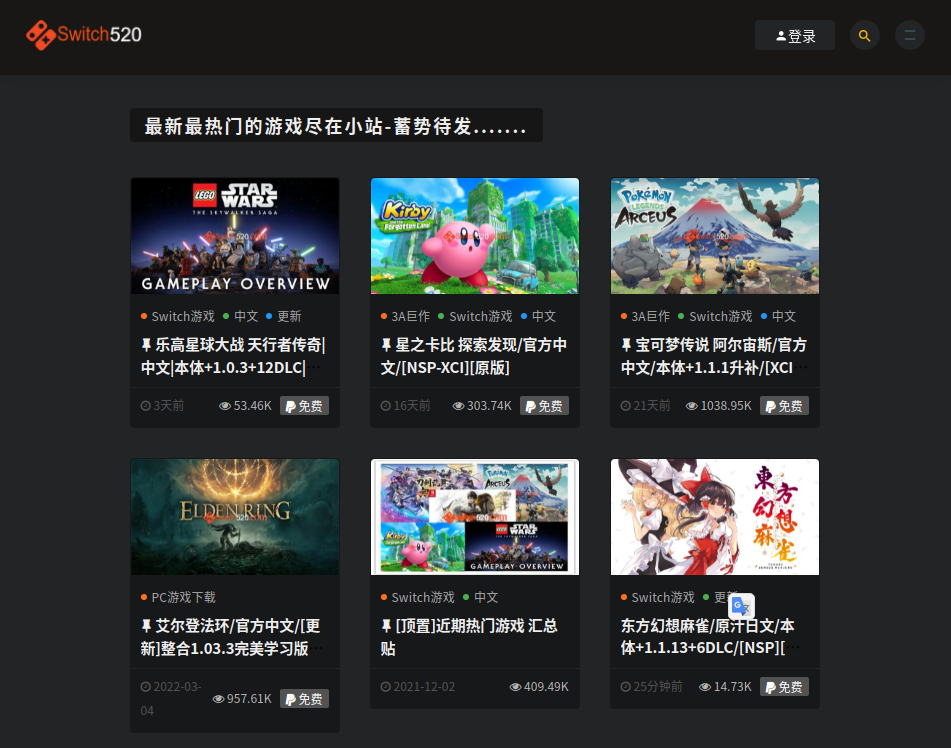 Switch520
登录
最新最热门的游戏尽在小站-蓄势待发.......
LEGO STAR WARS
THE SKYWALKER SAGA
GAMEPLAY OVERVIEW
Switch游戏 中文 更新
乐高星球大战 天行者传奇|
中文|本体+1.0.3+12DLC|···
3天前 53.46K 免费
Kirby
and the
Forgotten Land
3A巨作 Switch游戏 中文
星之卡比 探索发现/官方中
文/[NSP-XCI][原版]
16天前 303.74K 免费
Pokémon
LEGENDS
ARCEUS
3A巨作 Switch游戏 中文
宝可梦传说 阿尔宙斯/官方
中文/本体+1.1.1升补/[XCI···
21天前 1038.95K 免费
ELDEN RING
PC游戏下载
艾尔登法环/官方中文/[更
新]整合1.03.3完美学习版···
2022-03-
04
957.61K 免费
Pokémon
LEGENDS
ARCEUS
Kirby
LEGO STAR WARS
GAMEPLAY OVERVIEW
Switch游戏 中文
[顶置]近期热门游戏 汇总
贴
2021-12-02 409.49K
東方
幻想
麻雀
Switch游戏
东方幻想麻雀/原汁日文/本
体+1.1.13+6DLC/[NSP][···
25分钟前 14.73K 免费